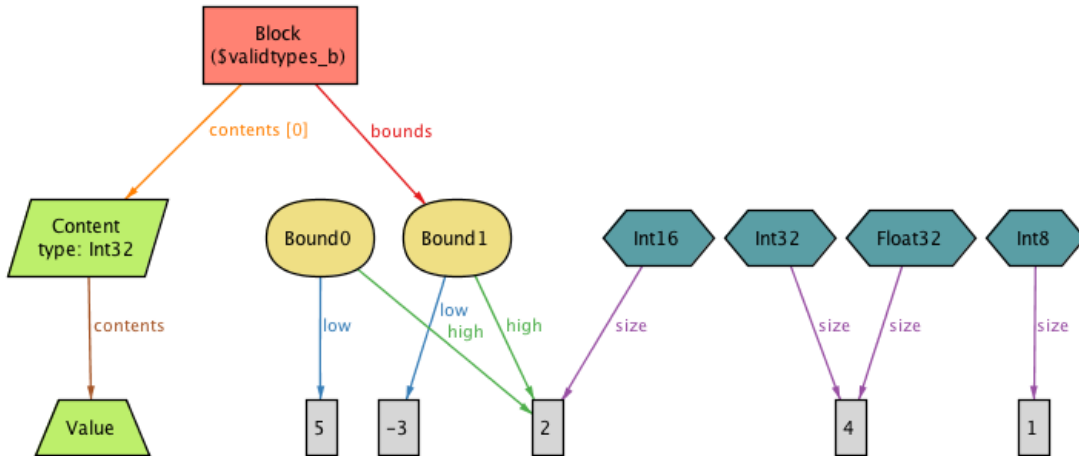 Block
($validtypes_b)
contents [0]
bounds
Content
type: Int32
Bound0
Bound1
Int16
Int32
Float32
Int8
contents
low
low
high
high
size
size
size
size
Value
5
-3
2
4
1